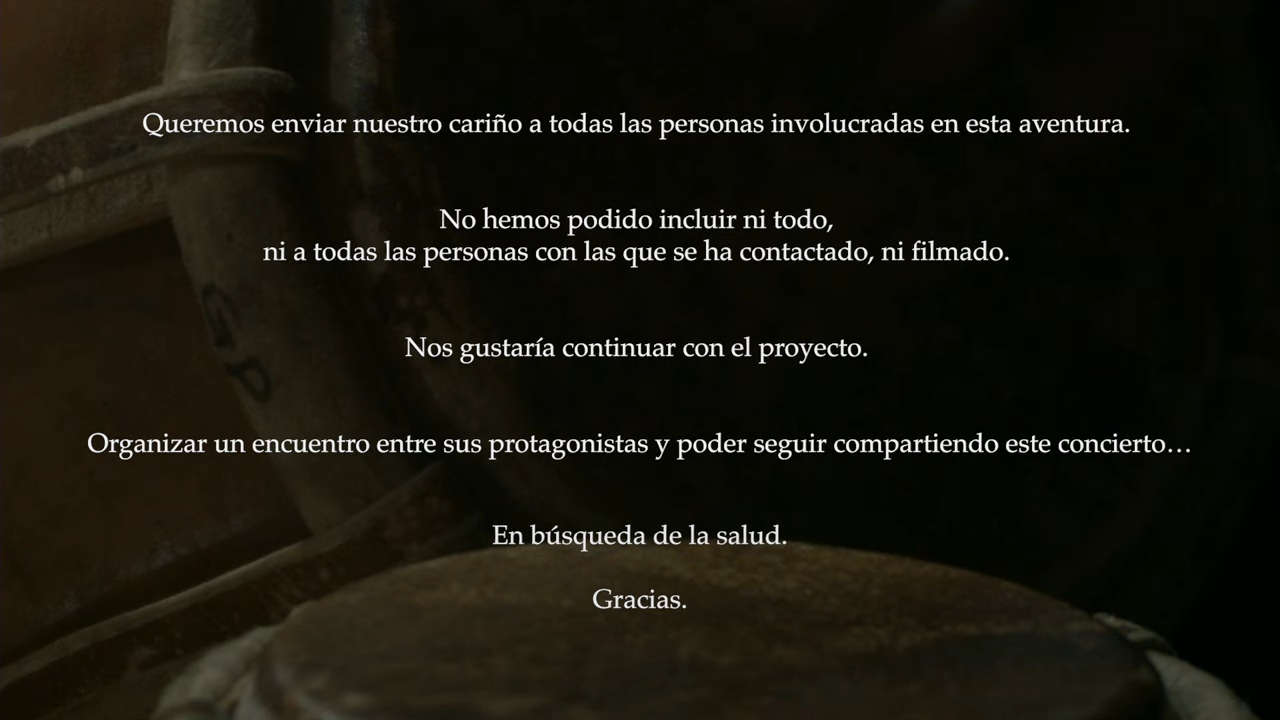 Queremos enviar nuestro cariño a todas las personas involucradas en esta aventura.
No hemos podido incluir ni todo,
ni a todas las personas con las que se ha contactado, ni filmado.
Nos gustaría continuar con el proyecto.
Organizar un encuentro entre sus protagonistas y poder seguir compartiendo este concierto…
En búsqueda de la salud.
Gracias.
GP